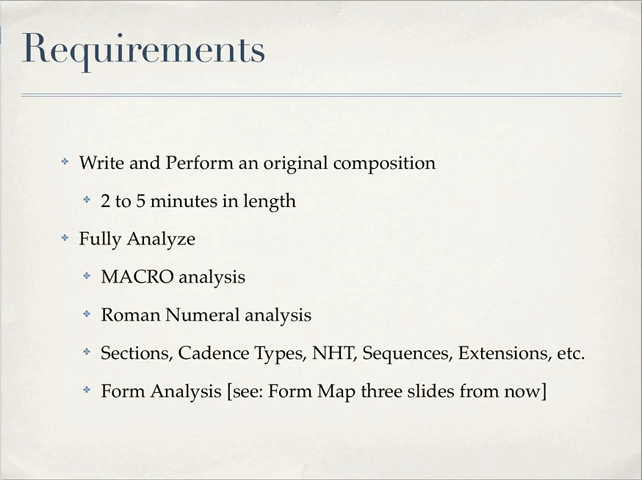 Requirements
Write and Perform an original composition
2 to 5 minutes in length
Fully Analyze
MACRO analysis
Roman Numeral analysis
Sections, Cadence Types, NHT, Sequences, Extensions, etc.
Form Analysis [see: Form Map three slides from now]